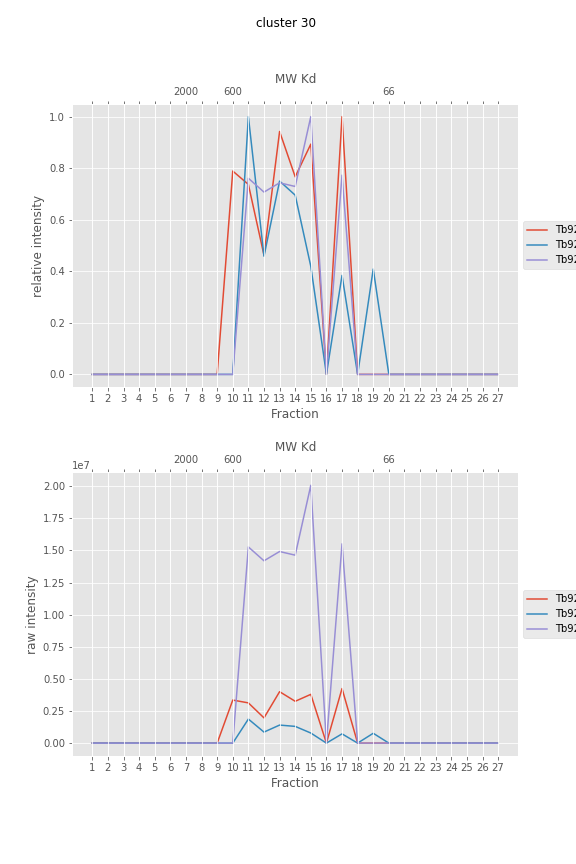 cluster 30
MW Kd
2000 600 66
1.0
0.8
0.6
0.4
0.2
0.0
relative intensity
1 2 3 4 5 6 7 8 9 10 11 12 13 14 15 16 17 18 19 20 21 22 23 24 25 26 27
Fraction
Tb92
Tb92
Tb92
MW Kd
2000 600 66
1e7
2.00
1.75
1.50
1.25
1.00
0.75
0.50
0.25
0.00
raw intensity
1 2 3 4 5 6 7 8 9 10 11 12 13 14 15 16 17 18 19 20 21 22 23 24 25 26 27
Fraction
Tb92
Tb92
Tb92